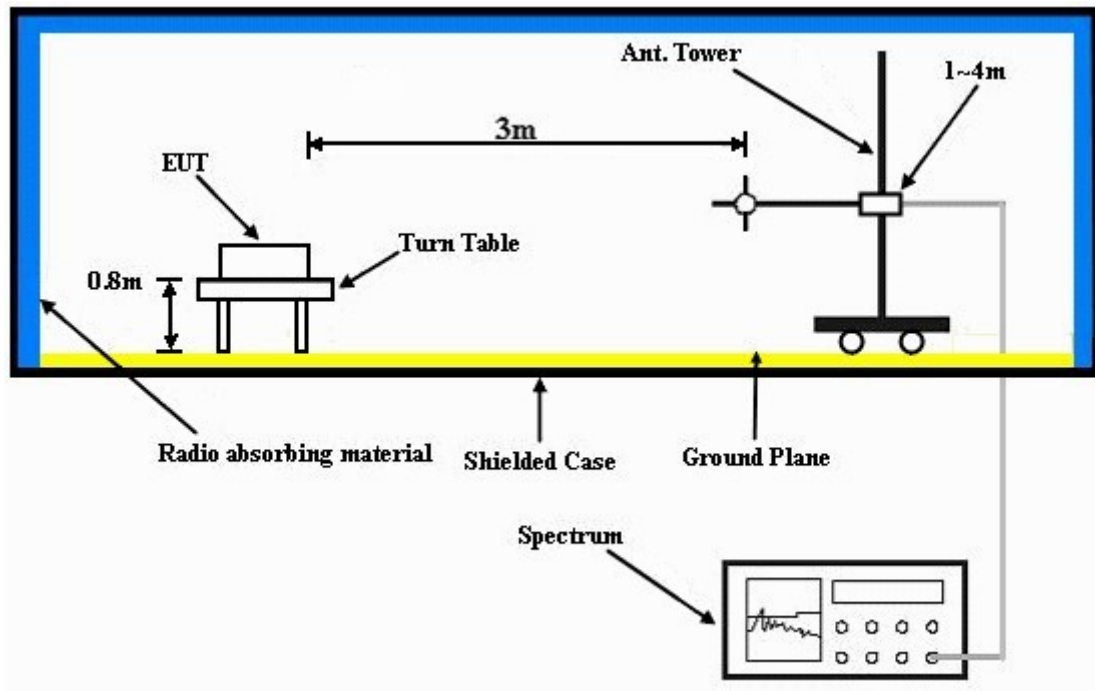 Ant. Tower
1~4m
3m
EUT
Turn Table
0.8m
Radio absorbing material
Shielded Case
Ground Plane
Spectrum